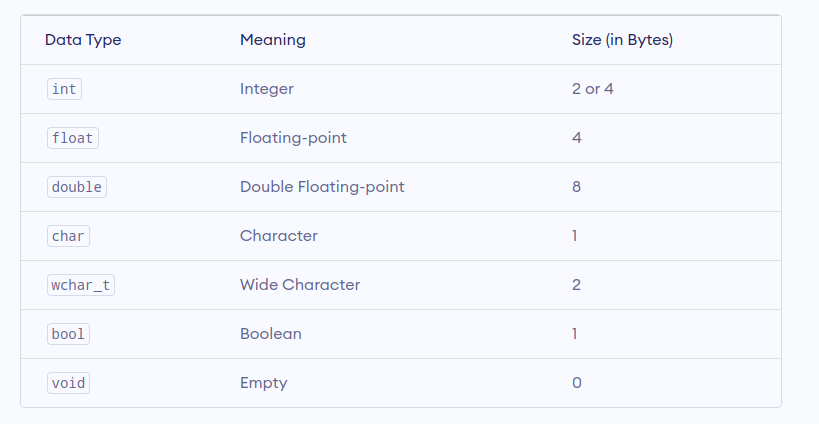 Data Type Meaning Size (in Bytes)
int Integer 2 or 4
float Floating-point 4
double Double Floating-point 8
char Character 1
wchar_t Wide Character 2
bool Boolean 1
void Empty 0